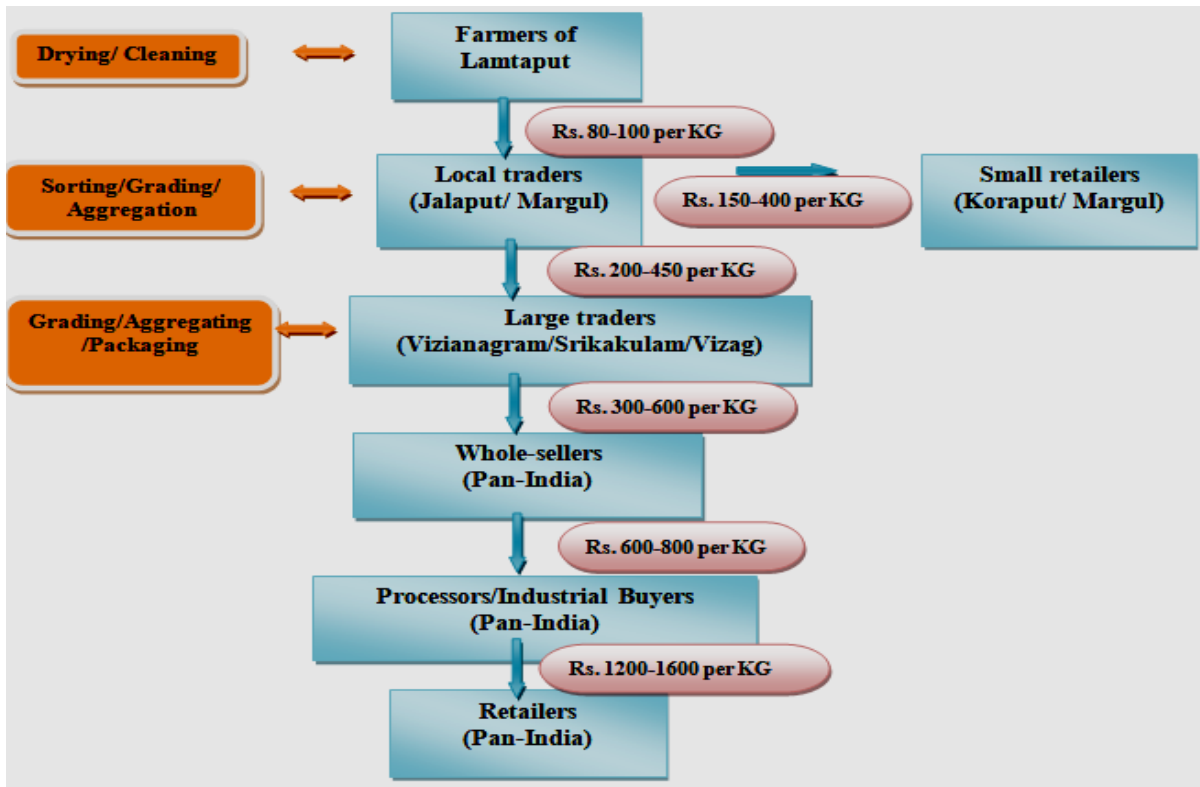 Drying/ Cleaning
Farmers of
Lamtaput
Rs. 80-100 per KG
Sorting/Grading/
Aggregation
Local traders
(Jalaput/ Margul)
Rs. 150-400 per KG
Small retailers
(Koraput/ Margul)
Rs. 200-450 per KG
Grading/Aggregating
/Packaging
Large traders
(Vizianagram/Srikakulam/Vizag)
Rs. 300-600 per KG
Whole-sellers
(Pan-India)
Rs. 600-800 per KG
Processors/Industrial Buyers
(Pan-India)
Rs. 1200-1600 per KG
Retailers
(Pan-India)